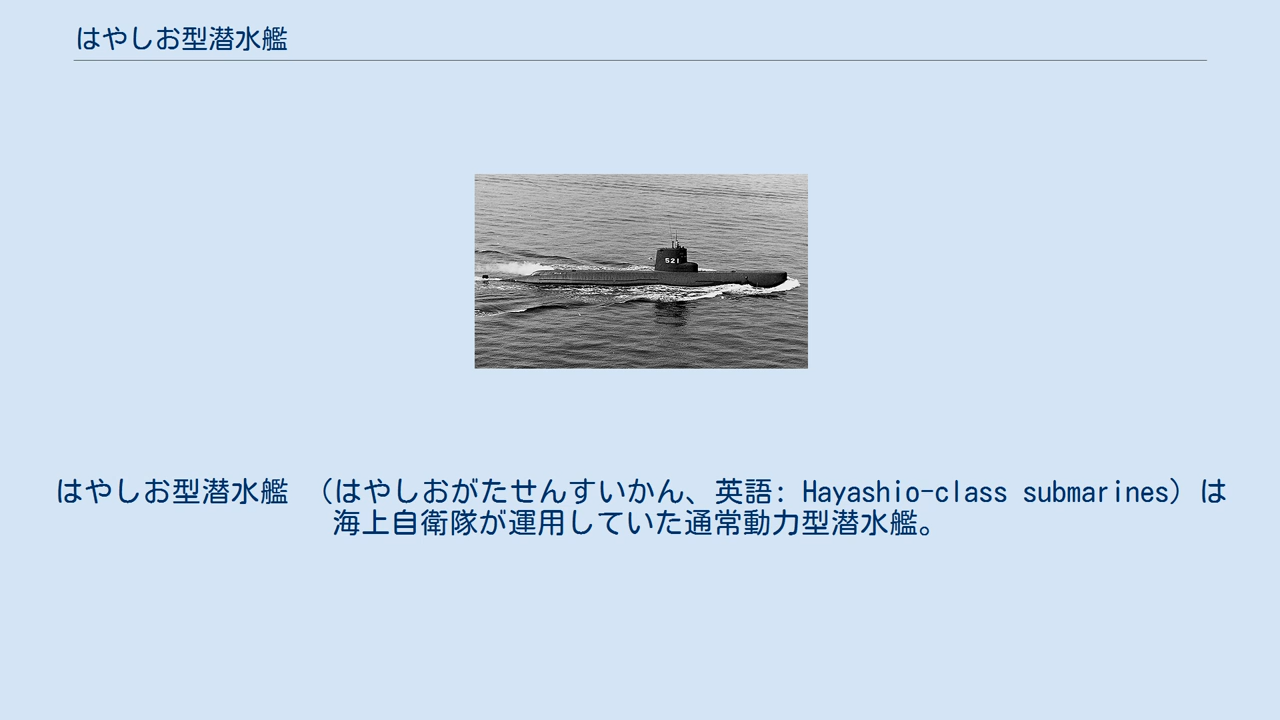 はやしお型潜水艦
521
はやしお型潜水艦 （はやしおがたせんすいかん、英語: Hayashio-class submarines）は
海上自衛隊が運用していた通常動力型潜水艦。